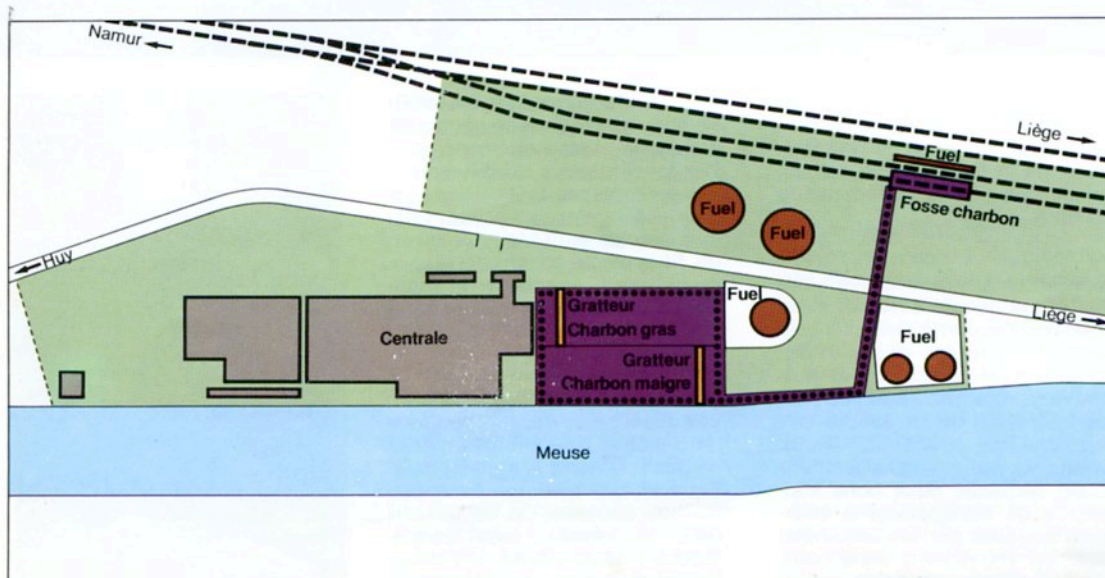 Namur
Liège
Fuel
Fosse charbon
Fuel
Fuel
Huy
Fuel
Liège
Gratteur
Charbon gras
Centrale
Fuel
Gratteur
Charbon maigre
Meuse